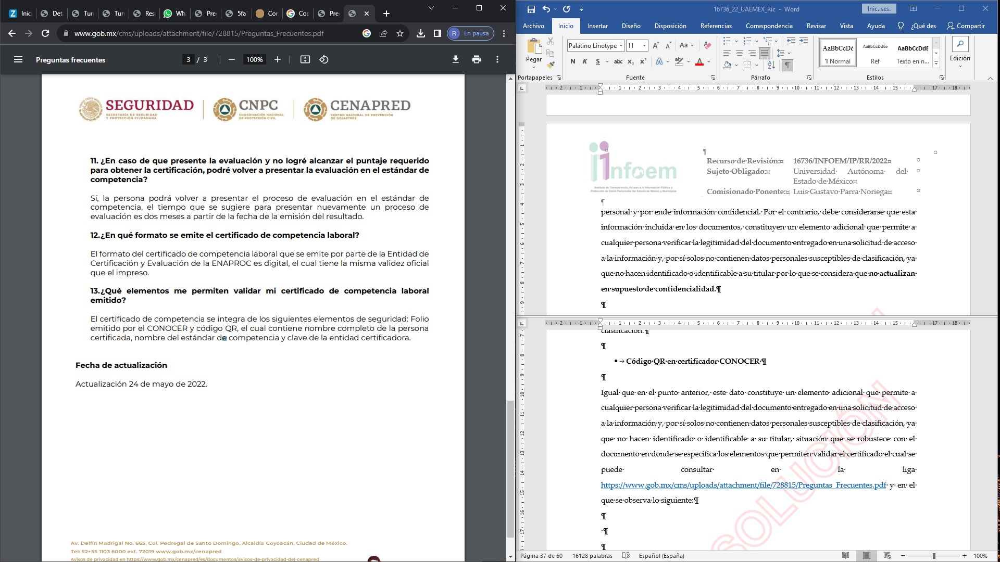 Inic
Det
Turn
Turn
Res
Wha
Pre
5fa
Cor
Coc
Pre
www.gob.mx/cms/uploads/attachment/file/728815/Preguntas_Frecuentes.pdf
R En pausa
Preguntas frecuentes
3 / 3
100%
SEGURIDAD
SECRETARÍA DE SEGURIDAD
Y PROTECCIÓN CIUDADANA
CNPC
COORDINACIÓN NACIONAL
DE PROTECCIÓN CIVIL
CENAPRED
CENTRO NACIONAL DE PREVENCIÓN
DE DESASTRES
11. ¿En caso de que presente la evaluación y no logré alcanzar el puntaje requerido
para obtener la certificación, podré volver a presentar la evaluación en el estándar de
competencia?
Sí, la persona podrá volver a presentar el proceso de evaluación en el estándar de
competencia, el tiempo que se sugiere para presentar nuevamente un proceso de
evaluación es dos meses a partir de la fecha de la emisión del resultado.
12.¿En qué formato se emite el certificado de competencia laboral?
El formato del certificado de competencia laboral que se emite por parte de la Entidad de
Certificación y Evaluación de la ENAPROC es digital, el cual tiene la misma validez oficial
que el impreso.
13.¿Qué elementos me permiten validar mi certificado de competencia laboral
emitido?
El certificado de competencia se integra de los siguientes elementos de seguridad: Folio
emitido por el CONOCER y código QR, el cual contiene nombre completo de la persona
certificada, nombre del estándar de competencia y clave de la entidad certificadora.
Fecha de actualización
Actualización 24 de mayo de 2022.
Av. Delfín Madrigal No. 665, Col. Pedregal de Santo Domingo, Alcaldía Coyoacán, Ciudad de México.
Tel: 52+55 1103 6000 ext. 72019 www.gob.mx/cenapred
Avisos de privacidad en https://www.gob.mx/cenapred/es/documentos/avisos-de-privacidad-del-cenapred
16736_22_UAEMEX_Ric - Word
Inic. ses.
Archivo
Inicio
Insertar
Diseño
Disposición
Referencias
Correspondencia
Revisar
Vista
Ayuda
¿Qué des
Compartir
Pegar
Palatino Linotype
11
N K S abc x₂ x²
AaBbCcDd
¶ Normal
AaBbCcDdEe
Ref
AaBbCcDdE
Texto en n...
Edición
Portapapeles
Fuente
Párrafo
Estilos
infoem
Instituto de Transparencia, Acceso a la Información Pública y
Protección de Datos Personales del Estado de México y Municipios
Recurso de Revisión: 16736/INFOEM/IP/RR/2022
Sujeto Obligado: Universidad Autónoma del
Estado de México
Comisionado Ponente: Luis Gustavo Parra Noriega
personal y por ende información confidencial. Por el contrario, debe considerarse que esta
información incluida en los documentos, constituyen un elemento adicional que permite a
cualquier persona verificar la legitimidad del documento entregado en una solicitud de acceso
a la información y, por sí solos no contienen datos personales susceptibles de clasificación, ya
que no hacen identificado o identificable a su titular por lo que se considera que no actualizan
en supuesto de confidencialidad.¶
clasificación.¶
• → Código QR en certificador CONOCER ¶
Igual que en el punto anterior, este dato constituye un elemento adicional que permite a
cualquier persona verificar la legitimidad del documento entregado en una solicitud de acceso
a la información y, por sí solos no contienen datos personales susceptibles de clasificación, ya
que no hacen identificado o identificable a su titular, situación que se robustece con el
documento en donde se especifica los elementos que permiten validar el certificado el cual se
puede consultar en la liga
https://www.gob.mx/cms/uploads/attachment/file/728815/Preguntas_Frecuentes.pdf y en el
que se observa lo siguiente:¶
SOLUCIÓN
Página 37 de 60
16128 palabras
Español (España)
100%